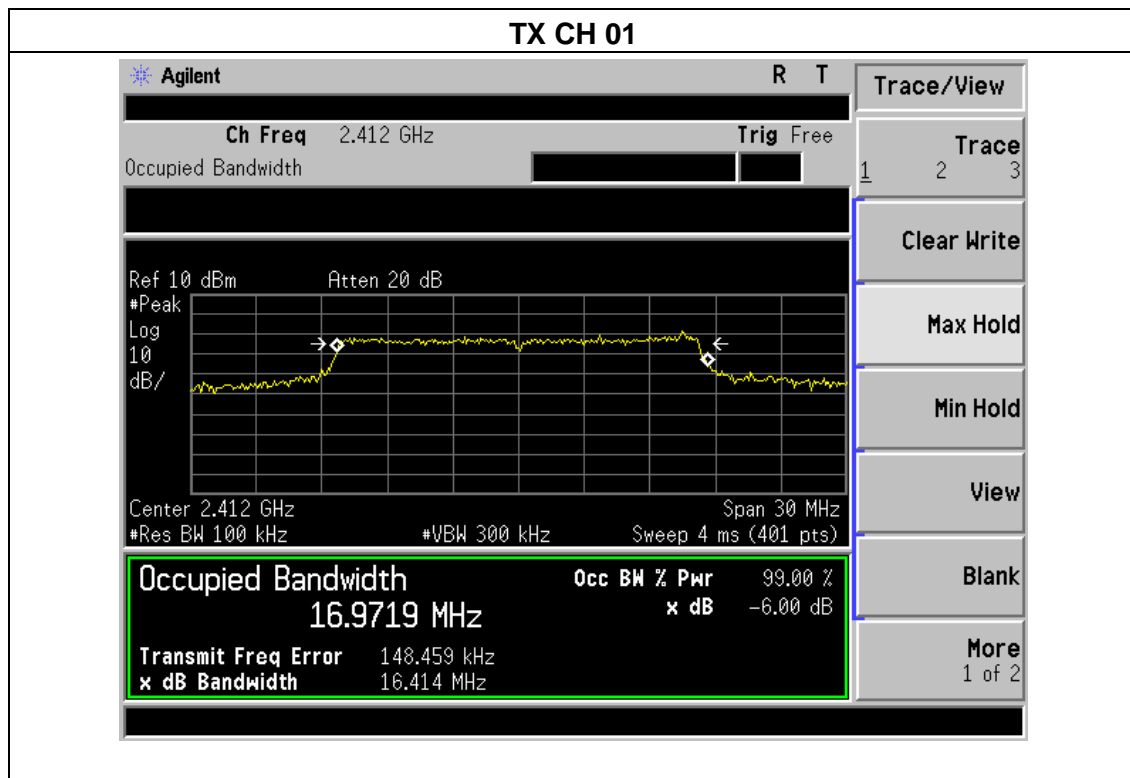 TX CH 01
Agilent R T
Trace/View
Ch Freq 2.412 GHz Trig Free
Occupied Bandwidth
Trace
1 2 3
Clear Write
Ref 10 dBm Atten 20 dB
#Peak
Log
10
dB/
Max Hold
Min Hold
View
Center 2.412 GHz Span 30 MHz
#Res BW 100 kHz #VBW 300 kHz Sweep 4 ms (401 pts)
Occupied Bandwidth Occ BW % Pwr 99.00 %
16.9719 MHz x dB -6.00 dB
Blank
Transmit Freq Error 148.459 kHz
x dB Bandwidth 16.414 MHz
More
1 of 2